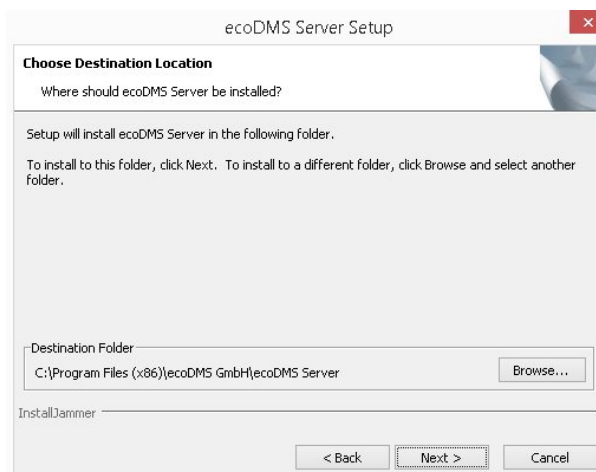 ecoDMS Server Setup
Choose Destination Location
Where should ecoDMS Server be installed?
Setup will install ecoDMS Server in the following folder.
To install to this folder, click Next. To install to a different folder, click Browse and select another
folder.
Destination Folder
C:\Program Files (x86)\ecoDMS GmbH\ecoDMS Server
Browse...
InstallJammer
< Back
Next >
Cancel